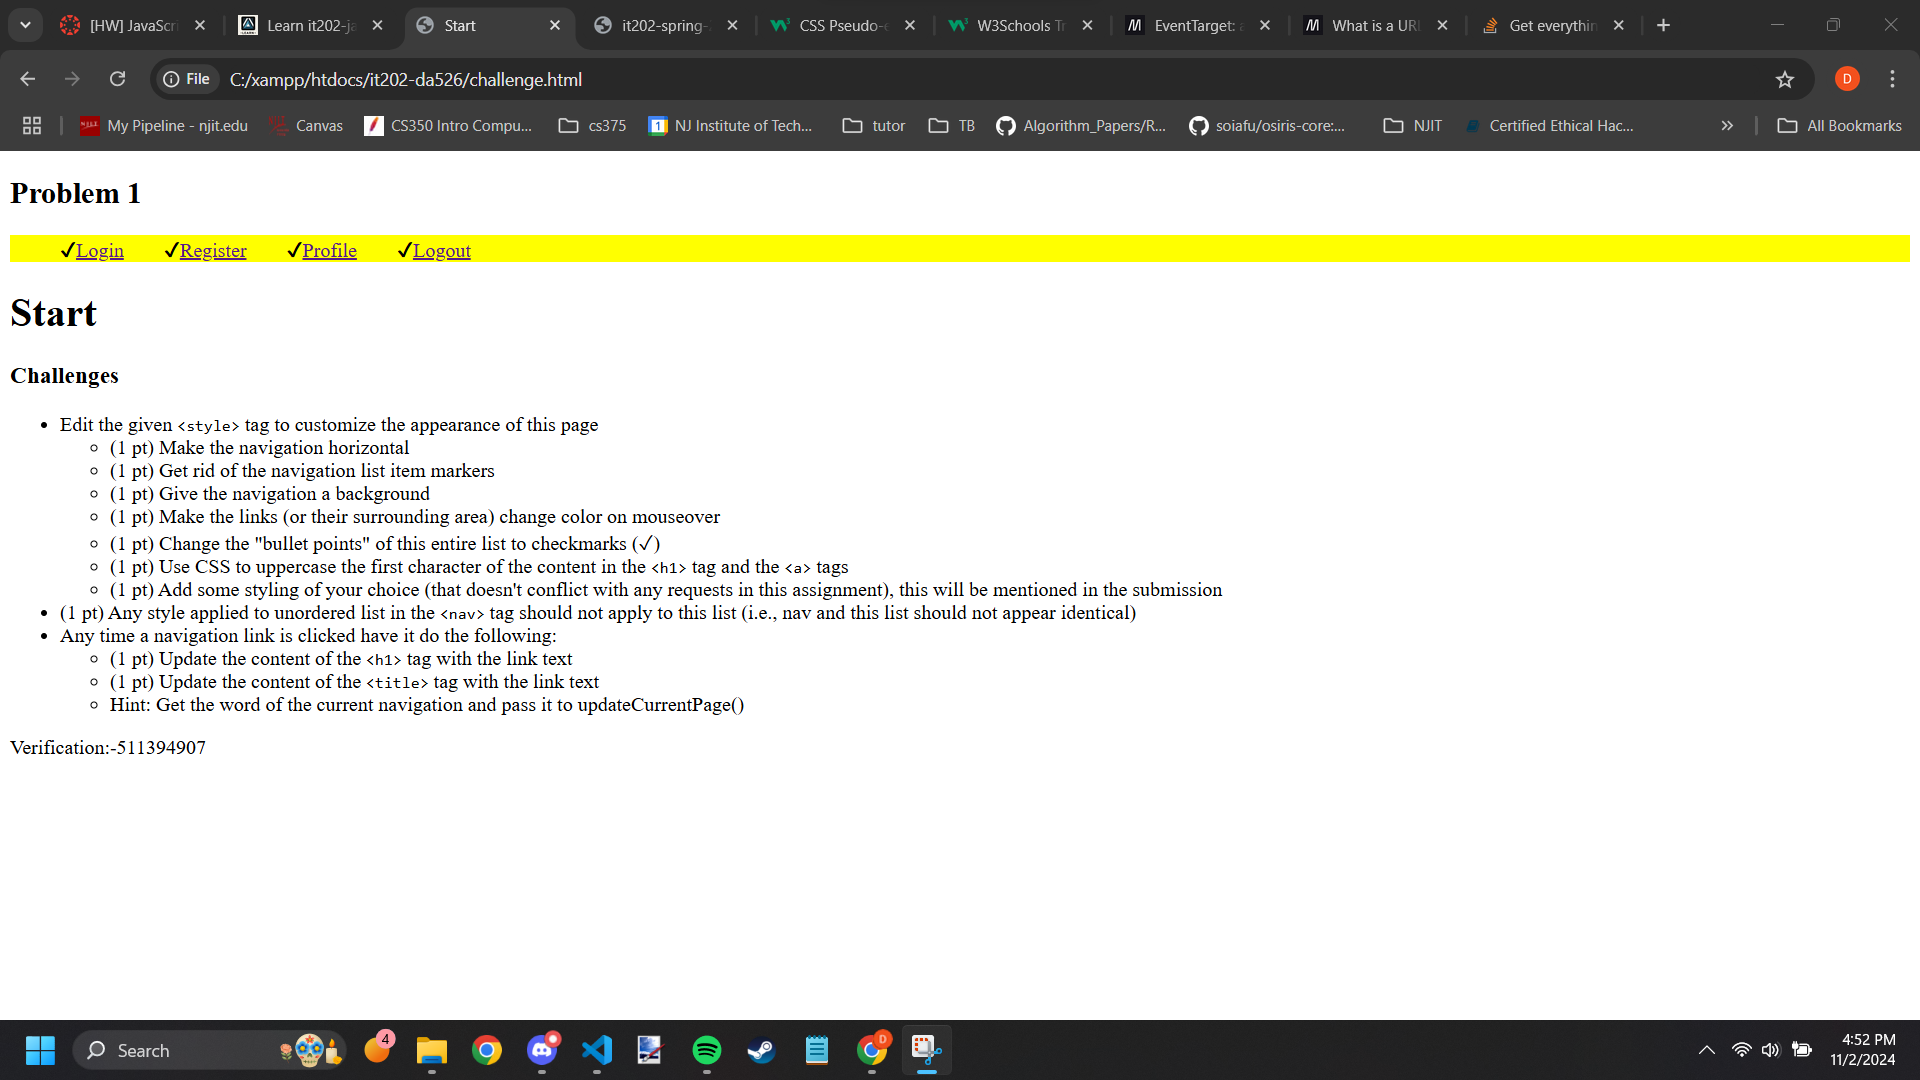 [HW] JavaScri
Learn it202-ja
Start
it202-spring-
CSS Pseudo-e
W3Schools Tr
EventTarget: a
What is a URL
Get everythin
File
C:/xampp/htdocs/it202-da526/challenge.html
D
My Pipeline - njit.edu
Canvas
CS350 Intro Compu...
cs375
NJ Institute of Tech...
tutor
TB
Algorithm_Papers/R...
soiafu/osiris-core:...
NJIT
Certified Ethical Hac...
All Bookmarks
Problem 1
✓Login ✓Register ✓Profile ✓Logout
Start
Challenges
• Edit the given <style> tag to customize the appearance of this page
◦ (1 pt) Make the navigation horizontal
◦ (1 pt) Get rid of the navigation list item markers
◦ (1 pt) Give the navigation a background
◦ (1 pt) Make the links (or their surrounding area) change color on mouseover
◦ (1 pt) Change the "bullet points" of this entire list to checkmarks (✓)
◦ (1 pt) Use CSS to uppercase the first character of the content in the <h1> tag and the <a> tags
◦ (1 pt) Add some styling of your choice (that doesn't conflict with any requests in this assignment), this will be mentioned in the submission
• (1 pt) Any style applied to unordered list in the <nav> tag should not apply to this list (i.e., nav and this list should not appear identical)
• Any time a navigation link is clicked have it do the following:
◦ (1 pt) Update the content of the <h1> tag with the link text
◦ (1 pt) Update the content of the <title> tag with the link text
◦ Hint: Get the word of the current navigation and pass it to updateCurrentPage()
Verification:-511394907
Search
4
D
4:52 PM
11/2/2024